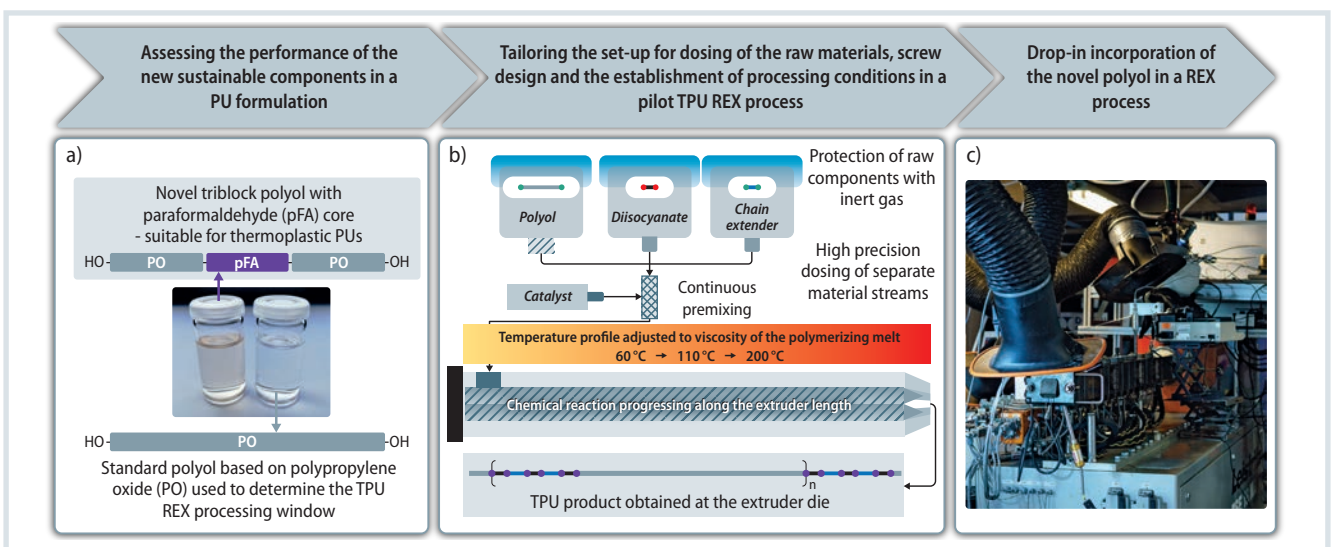 Assessing the performance of the
new sustainable components in a
PU formulation
Tailoring the set-up for dosing of the raw materials, screw
design and the establishment of processing conditions in a
pilot TPU REX process
Drop-in incorporation of
the novel polyol in a REX
process
a)
Novel triblock polyol with
paraformaldehyde (pFA) core
- suitable for thermoplastic PUs
HO- PO pFA PO -OH
HO- PO -OH
Standard polyol based on polypropylene
oxide (PO) used to determine the TPU
REX processing window
b)
Polyol
Diisocyanate
Chain
extender
Protection of raw
components with
inert gas
High precision
dosing of separate
material streams
Catalyst
Continuous
premixing
Temperature profile adjusted to viscosity of the polymerizing melt
60 °C → 110 °C → 200 °C
Chemical reaction progressing along the extruder length
n
TPU product obtained at the extruder die
c)